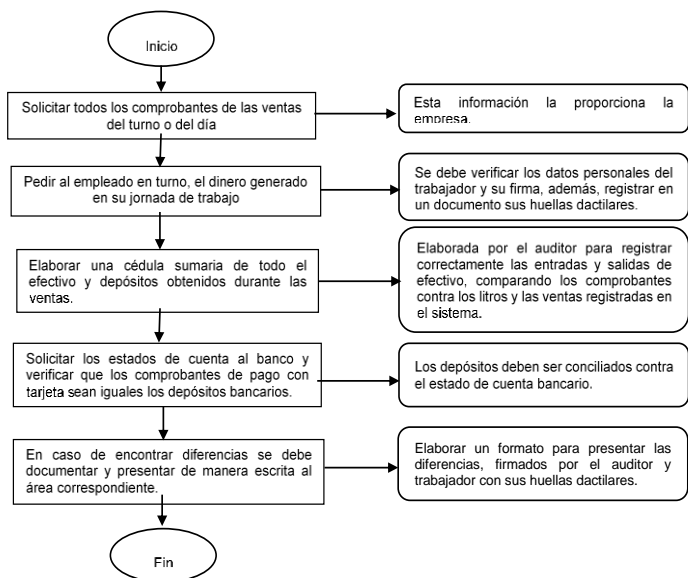 Inicio
Solicitar todos los comprobantes de las ventas
del turno o del día
Esta información la proporciona la
empresa.
Pedir al empleado en turno, el dinero generado
en su jornada de trabajo
Se debe verificar los datos personales del
trabajador y su firma, además, registrar en
un documento sus huellas dactilares.
Elaborar una cédula sumaria de todo el
efectivo y depósitos obtenidos durante las
ventas.
Elaborada por el auditor para registrar
correctamente las entradas y salidas de
efectivo, comparando los comprobantes
contra los litros y las ventas registradas en
el sistema.
Solicitar los estados de cuenta al banco y
verificar que los comprobantes de pago con
tarjeta sean iguales los depósitos bancarios.
Los depósitos deben ser conciliados contra
el estado de cuenta bancario.
En caso de encontrar diferencias se debe
documentar y presentar de manera escrita al
área correspondiente.
Elaborar un formato para presentar las
diferencias, firmados por el auditor y
trabajador con sus huellas dactilares.
Fin